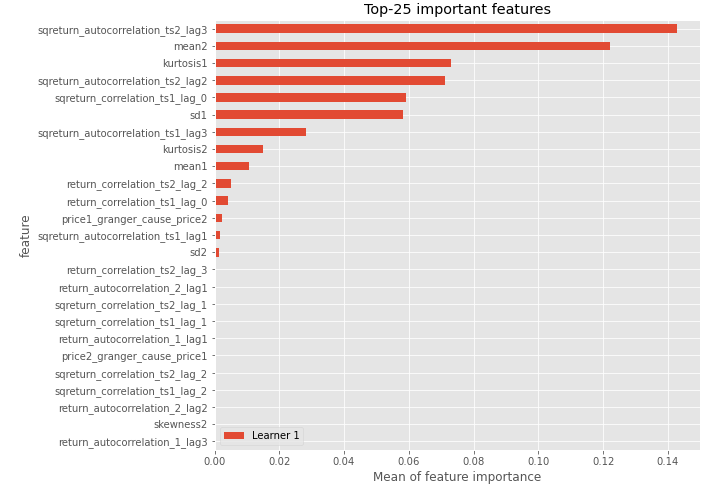 Top-25 important features
sqreturn_autocorrelation_ts2_lag3
mean2
kurtosis1
sqreturn_autocorrelation_ts2_lag2
sqreturn_correlation_ts1_lag_0
sd1
sqreturn_autocorrelation_ts1_lag3
kurtosis2
mean1
return_correlation_ts2_lag_2
return_correlation_ts1_lag_0
price1_granger_cause_price2
sqreturn_autocorrelation_ts1_lag1
sd2
return_correlation_ts2_lag_3
return_autocorrelation_2_lag1
sqreturn_correlation_ts2_lag_1
sqreturn_correlation_ts1_lag_1
return_autocorrelation_1_lag1
price2_granger_cause_price1
sqreturn_correlation_ts2_lag_2
sqreturn_correlation_ts1_lag_2
return_autocorrelation_2_lag2
skewness2
return_autocorrelation_1_lag3
feature
Learner 1
0.00 0.02 0.04 0.06 0.08 0.10 0.12 0.14
Mean of feature importance